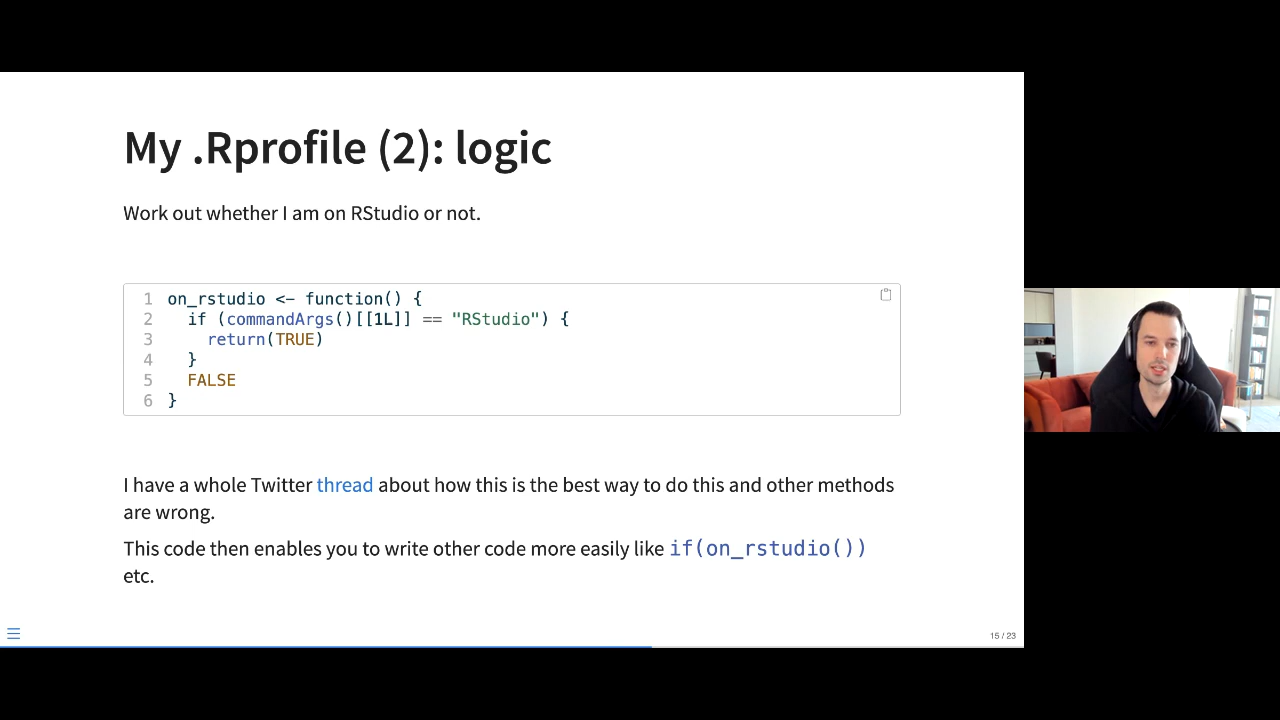 My .Rprofile (2): logic
Work out whether I am on RStudio or not.
1 on_rstudio <- function() {
2   if (commandArgs()[[1L]] == "RStudio") {
3     return(TRUE)
4   }
5   FALSE
6 }
I have a whole Twitter thread about how this is the best way to do this and other methods
are wrong.
This code then enables you to write other code more easily like if(on_rstudio())
etc.
15 / 23